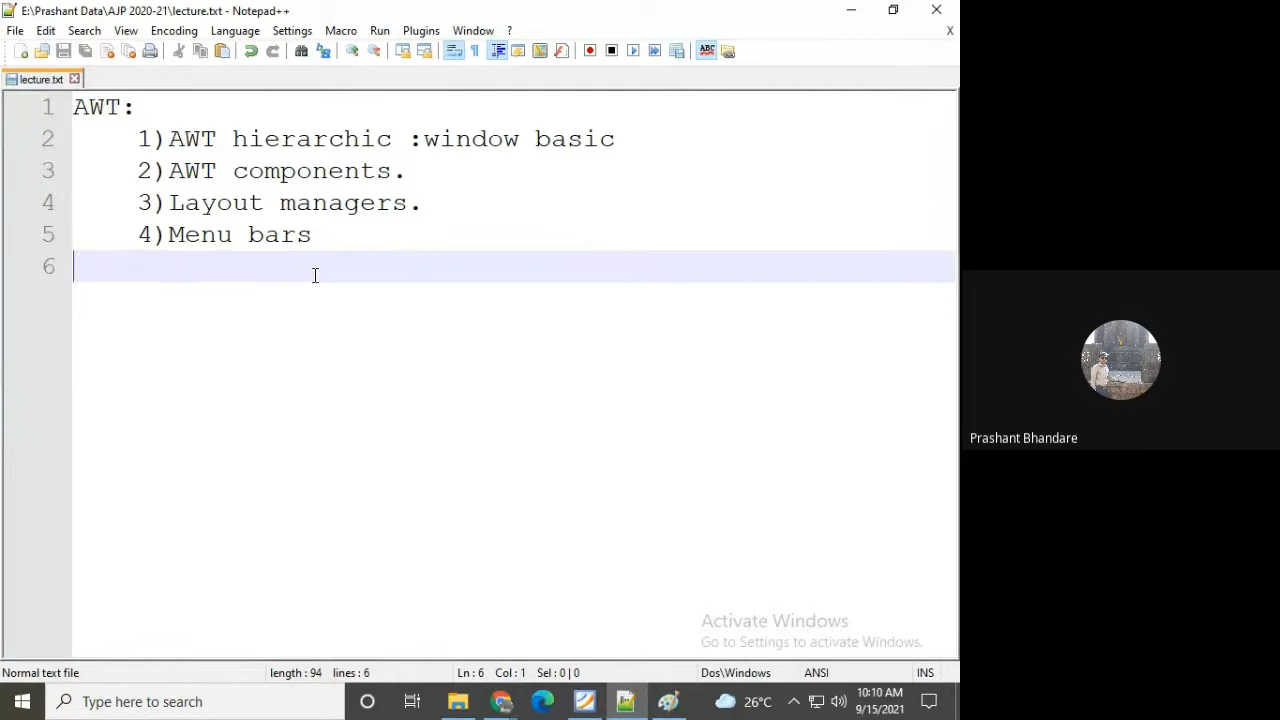 E:\Prashant Data\AJP 2020-21\lecture.txt - Notepad++
File Edit Search View Encoding Language Settings Macro Run Plugins Window ? X
lecture.txt
1 AWT:
2 1)AWT hierarchic :window basic
3 2)AWT components.
4 3)Layout managers.
5 4)Menu bars
6
Prashant Bhandare
Activate Windows
Go to Settings to activate Windows.
Normal text file length : 94 lines : 6 Ln : 6 Col : 1 Sel : 0 | 0 Dos\Windows ANSI INS
Type here to search 26°C 10:10 AM
9/15/2021